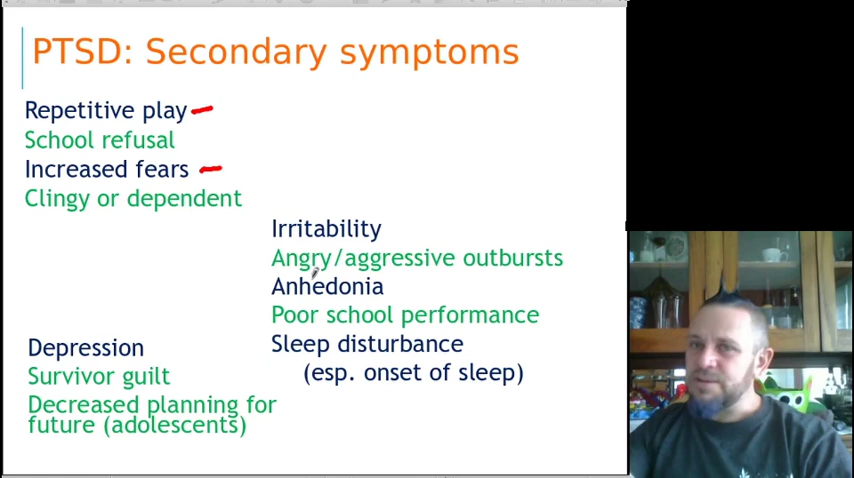 PTSD: Secondary symptoms
Repetitive play
School refusal
Increased fears
Clingy or dependent
Irritability
Angry/aggressive outbursts
Anhedonia
Poor school performance
Sleep disturbance
(esp. onset of sleep)
Depression
Survivor guilt
Decreased planning for
future (adolescents)